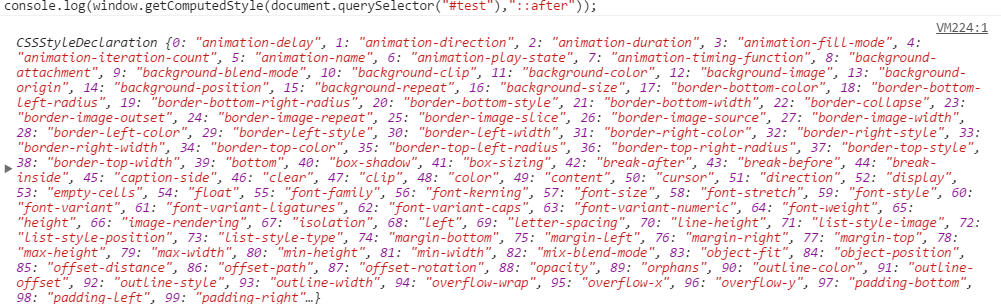 console.log(window.getComputedStyle(document.querySelector("#test"),"::after"));
VM224:1
CSSStyleDeclaration {0: "animation-delay", 1: "animation-direction", 2: "animation-duration", 3: "animation-fill-mode", 4:
"animation-iteration-count", 5: "animation-name", 6: "animation-play-state", 7: "animation-timing-function", 8: "background-
attachment", 9: "background-blend-mode", 10: "background-clip", 11: "background-color", 12: "background-image", 13: "background-
origin", 14: "background-position", 15: "background-repeat", 16: "background-size", 17: "border-bottom-color", 18: "border-bottom-
left-radius", 19: "border-bottom-right-radius", 20: "border-bottom-style", 21: "border-bottom-width", 22: "border-collapse", 23:
"border-image-outset", 24: "border-image-repeat", 25: "border-image-slice", 26: "border-image-source", 27: "border-image-width",
28: "border-left-color", 29: "border-left-style", 30: "border-left-width", 31: "border-right-color", 32: "border-right-style", 33:
"border-right-width", 34: "border-top-color", 35: "border-top-left-radius", 36: "border-top-right-radius", 37: "border-top-style",
38: "border-top-width", 39: "bottom", 40: "box-shadow", 41: "box-sizing", 42: "break-after", 43: "break-before", 44: "break-
inside", 45: "caption-side", 46: "clear", 47: "clip", 48: "color", 49: "content", 50: "cursor", 51: "direction", 52: "display",
53: "empty-cells", 54: "float", 55: "font-family", 56: "font-kerning", 57: "font-size", 58: "font-stretch", 59: "font-style", 60:
"font-variant", 61: "font-variant-ligatures", 62: "font-variant-caps", 63: "font-variant-numeric", 64: "font-weight", 65:
"height", 66: "image-rendering", 67: "isolation", 68: "left", 69: "letter-spacing", 70: "line-height", 71: "list-style-image", 72:
"list-style-position", 73: "list-style-type", 74: "margin-bottom", 75: "margin-left", 76: "margin-right", 77: "margin-top", 78:
"max-height", 79: "max-width", 80: "min-height", 81: "min-width", 82: "mix-blend-mode", 83: "object-fit", 84: "object-position",
85: "offset-distance", 86: "offset-path", 87: "offset-rotation", 88: "opacity", 89: "orphans", 90: "outline-color", 91: "outline-
offset", 92: "outline-style", 93: "outline-width", 94: "overflow-wrap", 95: "overflow-x", 96: "overflow-y", 97: "padding-bottom",
98: "padding-left", 99: "padding-right"…}